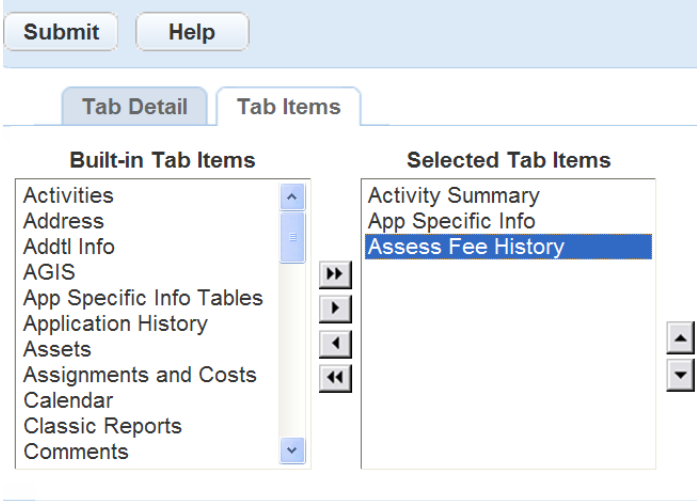 Submit Help
Tab Detail Tab Items
Built-in Tab Items
Activities
Address
Addtl Info
AGIS
App Specific Info Tables
Application History
Assets
Assignments and Costs
Calendar
Classic Reports
Comments
Selected Tab Items
Activity Summary
App Specific Info
Assess Fee History